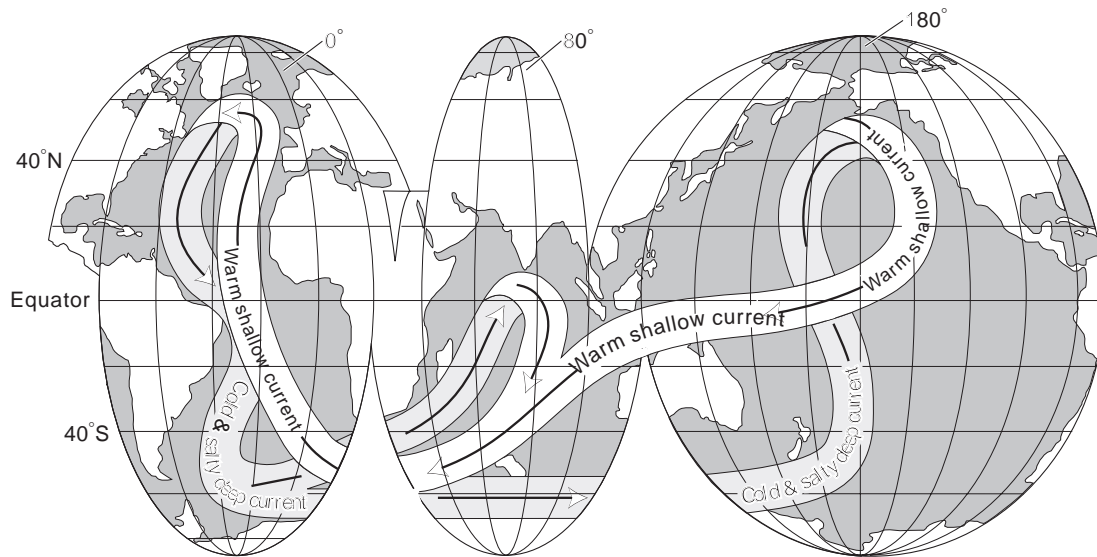 180°
0°
80°
40°N
Equator
40°S
Warm shallow current
Cold & salty deep current
Warm shallow current
Warm shallow current
Warm shallow current
Cold & salty deep current